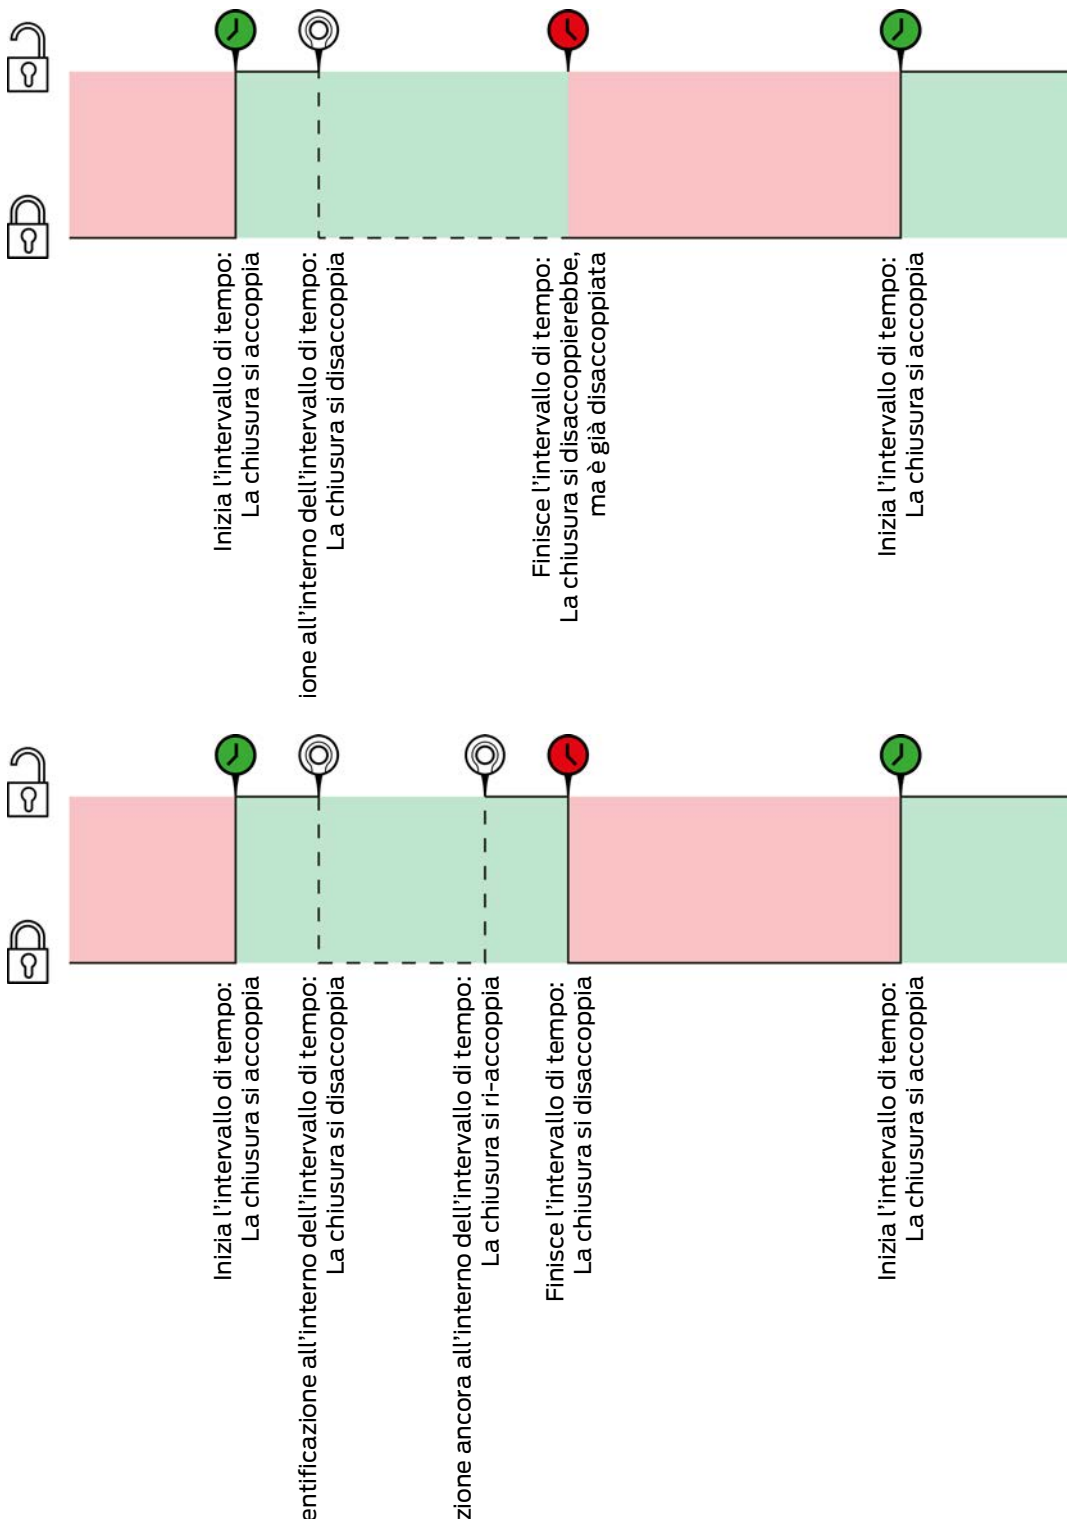 Inizia l'intervallo di tempo:
La chiusura si accoppia
ione all'interno dell'intervallo di tempo:
La chiusura si disaccoppia
Finisce l'intervallo di tempo:
La chiusura si disaccoppierebbe,
ma è già disaccoppiata
Inizia l'intervallo di tempo:
La chiusura si accoppia
Inizia l'intervallo di tempo:
La chiusura si accoppia
entificazione all'interno dell'intervallo di tempo:
La chiusura si disaccoppia
zione ancora all'interno dell'intervallo di tempo:
La chiusura si ri-accoppia
Finisce l'intervallo di tempo:
La chiusura si disaccoppia
Inizia l'intervallo di tempo:
La chiusura si accoppia